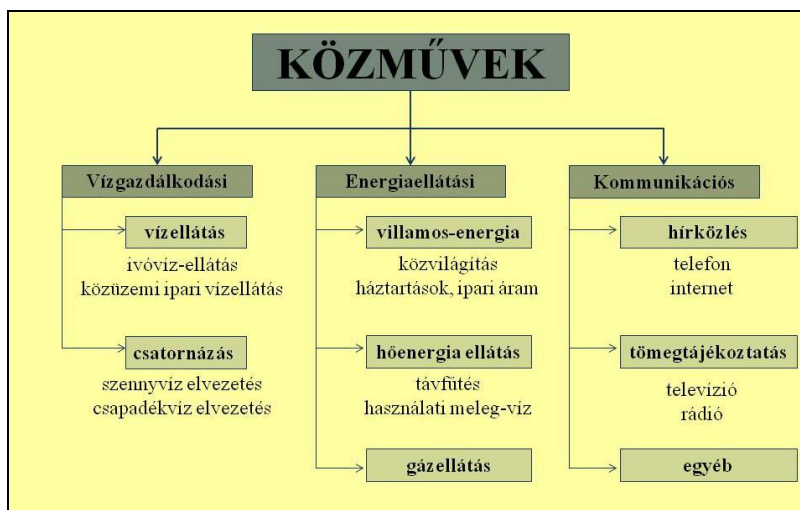 KÖZMŰVEK
Vízgazdálkodási
vízellátás
ivóvíz-ellátás
közüzemi ipari vízellátás
csatornázás
szennyvíz elvezetés
csapadékvíz elvezetés
Energiaellátási
villamos-energia
közvilágítás
háztartások, ipari áram
hőenergia ellátás
távfűtés
használati meleg-víz
gázellátás
Kommunikációs
hírközlés
telefon
internet
tömegtájékoztatás
televízió
rádió
egyéb